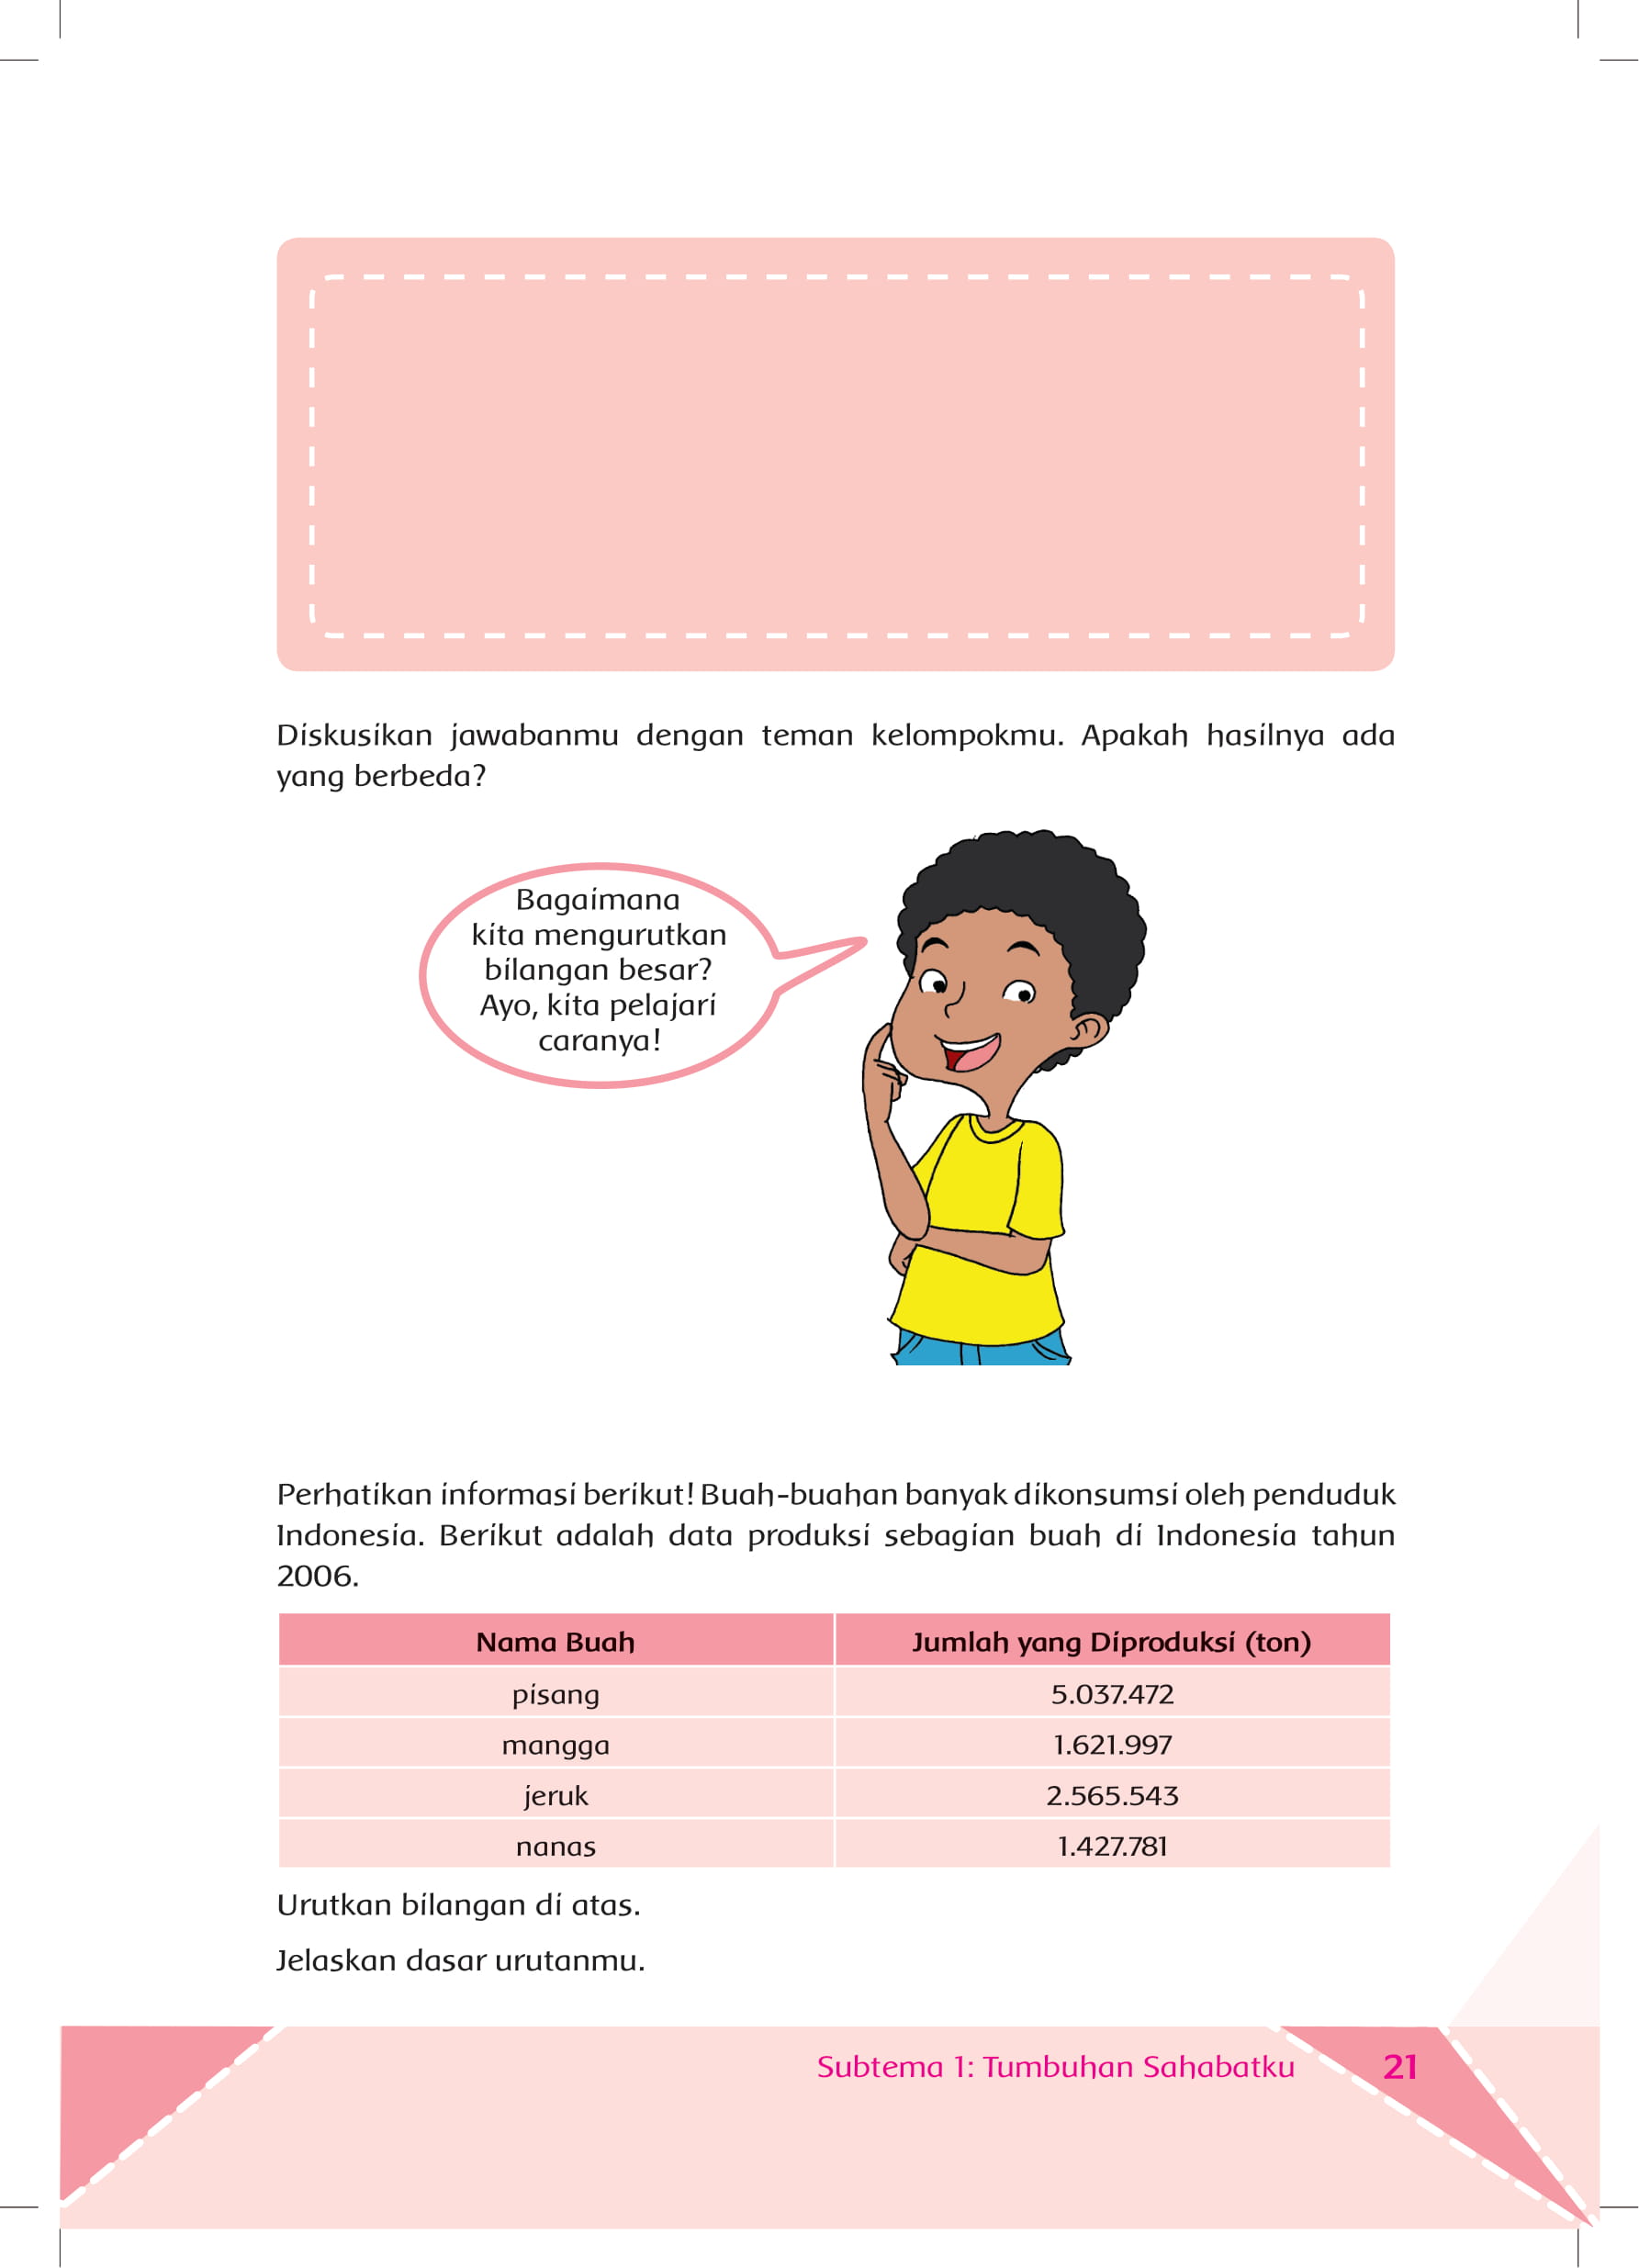 Diskusikan jawabanmu dengan teman kelompokmu. Apakah hasilnya ada
yang berbeda?
Bagaimana
kita mengurutkan
bilangan besar?
Ayo, kita pelajari
caranya!
Perhatikan informasi berikut! Buah-buahan banyak dikonsumsi oleh penduduk
Indonesia. Berikut adalah data produksi sebagian buah di Indonesia tahun
2006.
Nama Buah Jumlah yang Diproduksi (ton)
pisang 5.037.472
mangga 1.621.997
jeruk 2.565.543
nanas 1.427.781
Urutkan bilangan di atas.
Jelaskan dasar urutanmu.
Subtema 1: Tumbuhan Sahabatku 21